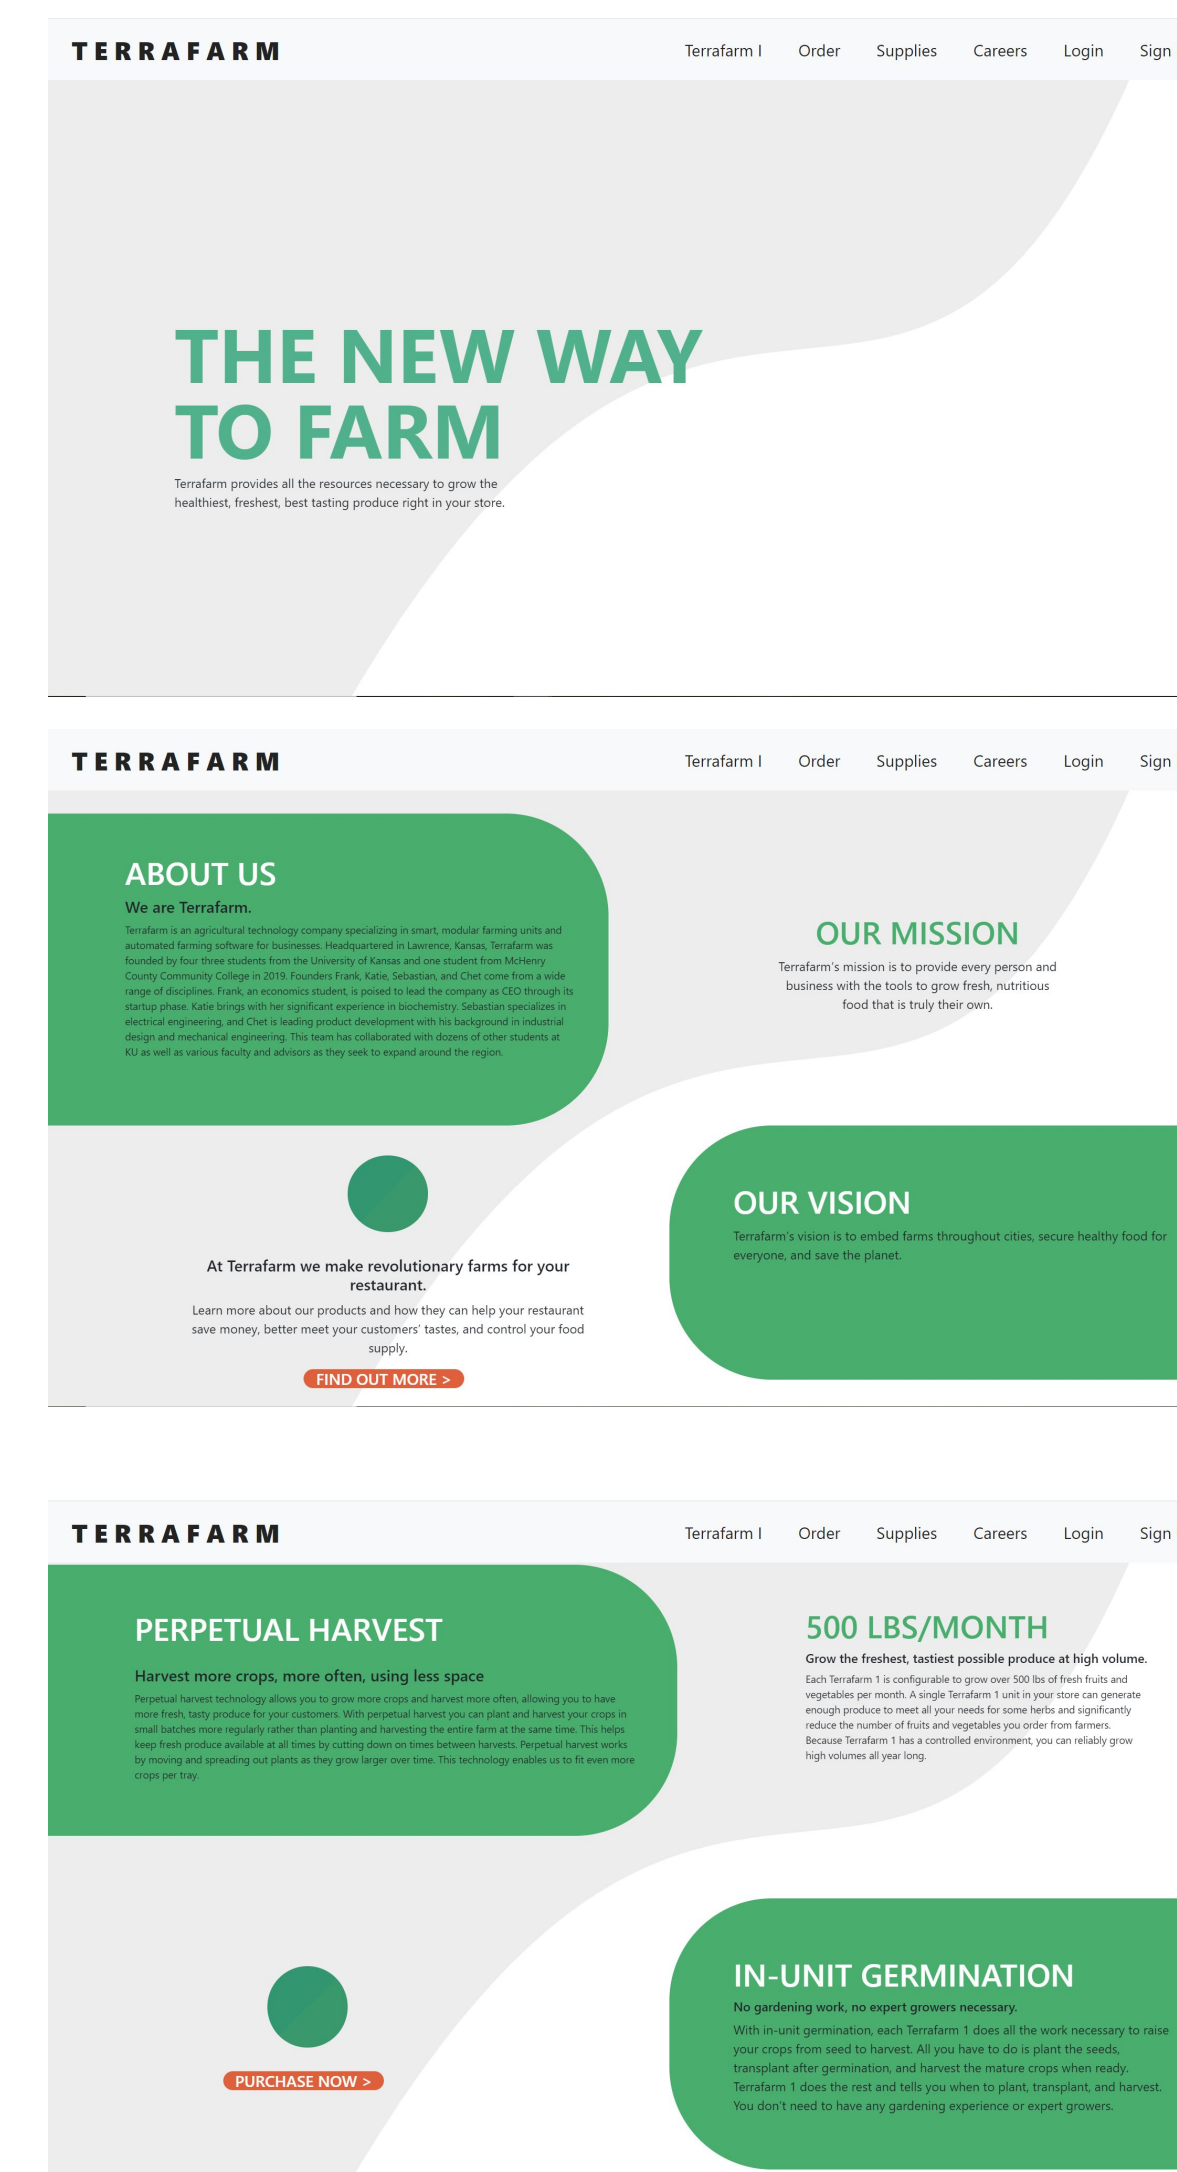 TERRAFARM
Terrafarm I Order Supplies Careers Login Sign
THE NEW WAY
TO FARM
Terrafarm provides all the resources necessary to grow the
healthiest, freshest, best tasting produce right in your store.
TERRAFARM
Terrafarm I Order Supplies Careers Login Sign
ABOUT US
We are Terrafarm.
Terrafarm is an agricultural technology company specializing in smart, modular farming units and
automated farming software for businesses. Headquartered in Lawrence, Kansas, Terrafarm was
founded by four three students from the University of Kansas and one student from McHenry
County Community College in 2019. Founders Frank, Katie, Sebastian, and Chet come from a wide
range of disciplines. Frank, an economics student, is poised to lead the company as CEO through its
startup phase. Katie brings with her significant experience in biochemistry. Sebastian specializes in
electrical engineering, and Chet is leading product development with his background in industrial
design and mechanical engineering. This team has collaborated with dozens of other students at
KU as well as various faculty and advisors as they seek to expand around the region.
OUR MISSION
Terrafarm's mission is to provide every person and
business with the tools to grow fresh, nutritious
food that is truly their own.
At Terrafarm we make revolutionary farms for your
restaurant.
Learn more about our products and how they can help your restaurant
save money, better meet your customers' tastes, and control your food
supply.
FIND OUT MORE >
OUR VISION
Terrafarm's vision is to embed farms throughout cities, secure healthy food for
everyone, and save the planet.
TERRAFARM
Terrafarm I Order Supplies Careers Login Sign
PERPETUAL HARVEST
Harvest more crops, more often, using less space
Perpetual harvest technology allows you to grow more crops and harvest more often, allowing you to have
more fresh, tasty produce for your customers. With perpetual harvest you can plant and harvest your crops in
small batches more regularly rather than planting and harvesting the entire farm at the same time. This helps
keep fresh produce available at all times by cutting down on times between harvests. Perpetual harvest works
by moving and spreading out plants as they grow larger over time. This technology enables us to fit even more
crops per tray.
500 LBS/MONTH
Grow the freshest, tastiest possible produce at high volume.
Each Terrafarm 1 is configurable to grow over 500 lbs of fresh fruits and
vegetables per month. A single Terrafarm 1 unit in your store can generate
enough produce to meet all your needs for some herbs and significantly
reduce the number of fruits and vegetables you order from farmers.
Because Terrafarm 1 has a controlled environment, you can reliably grow
high volumes all year long.
PURCHASE NOW >
IN-UNIT GERMINATION
No gardening work, no expert growers necessary.
With in-unit germination, each Terrafarm 1 does all the work necessary to raise
your crops from seed to harvest. All you have to do is plant the seeds,
transplant after germination, and harvest the mature crops when ready.
Terrafarm 1 does the rest and tells you when to plant, transplant, and harvest.
You don't need to have any gardening experience or expert growers.